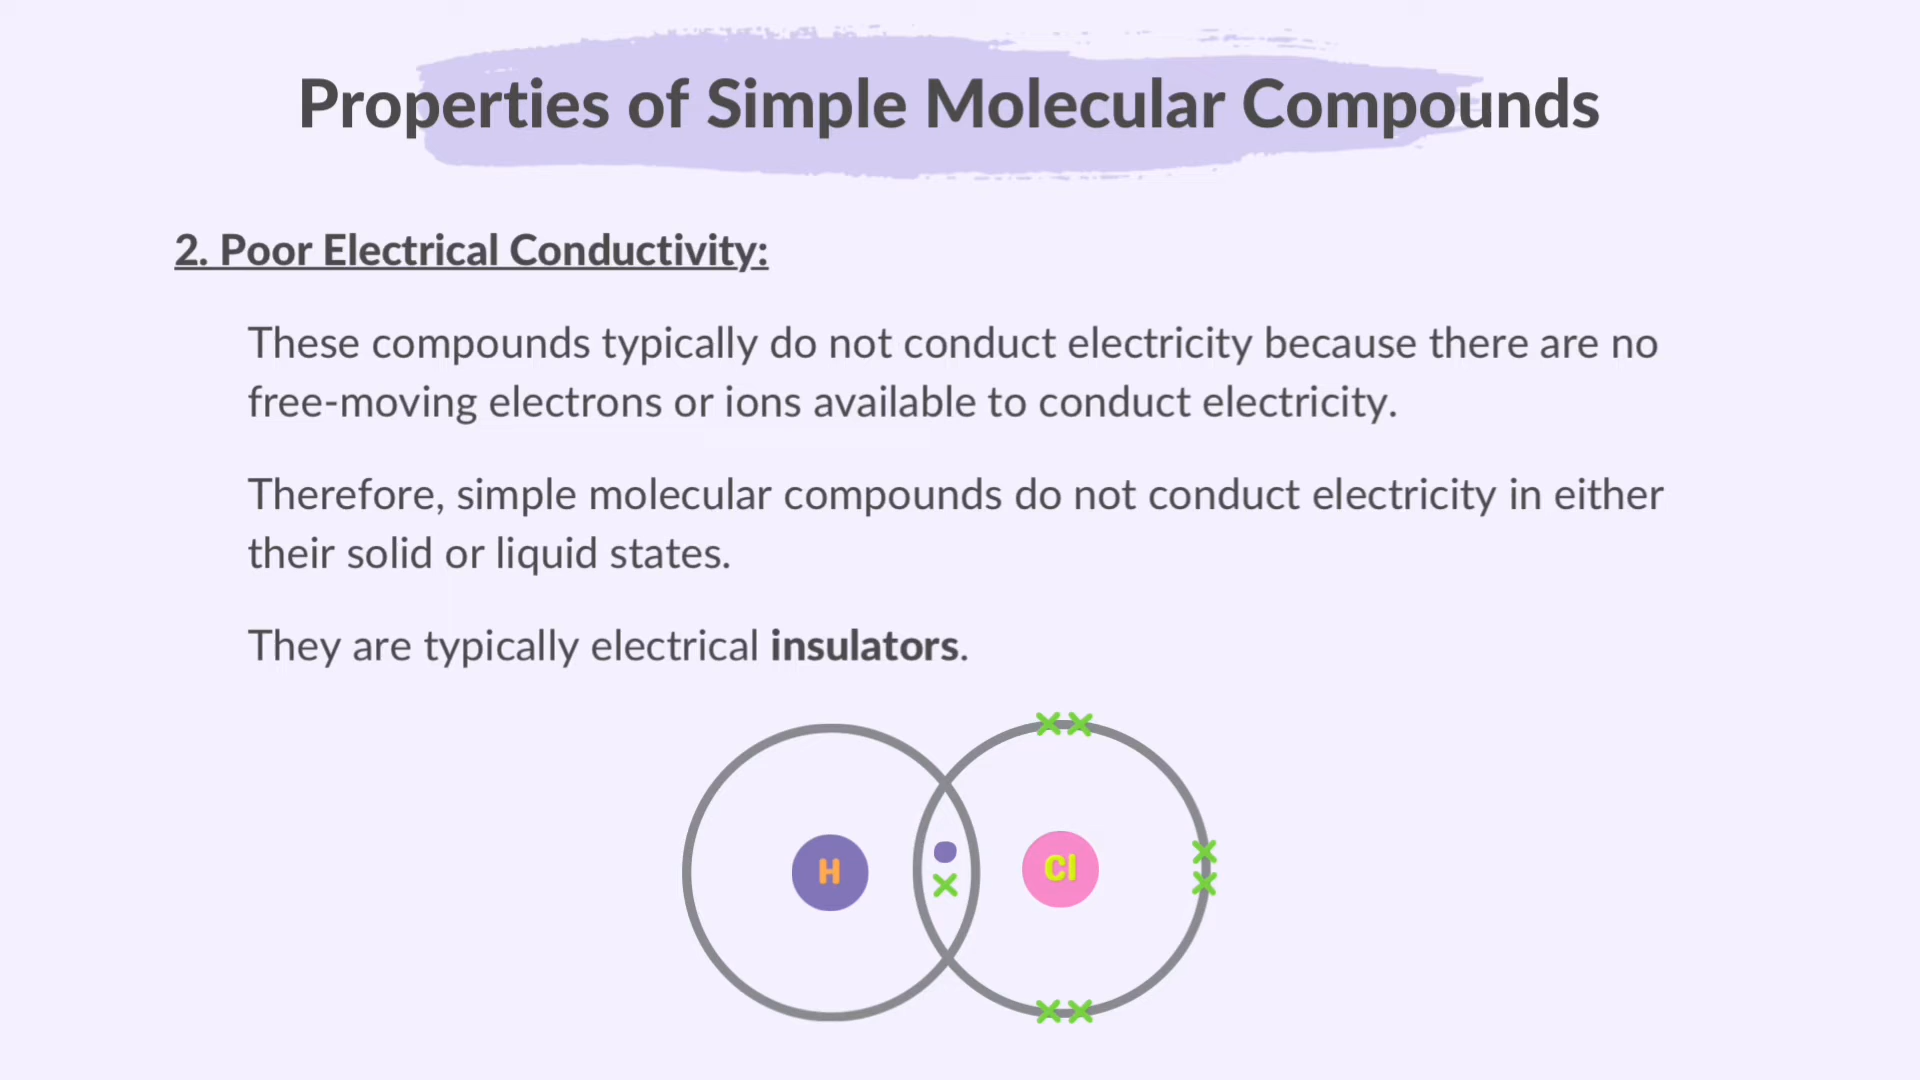 Properties of Simple Molecular Compounds
2. Poor Electrical Conductivity:
These compounds typically do not conduct electricity because there are no
free-moving electrons or ions available to conduct electricity.
Therefore, simple molecular compounds do not conduct electricity in either
their solid or liquid states.
They are typically electrical insulators.
H
Cl